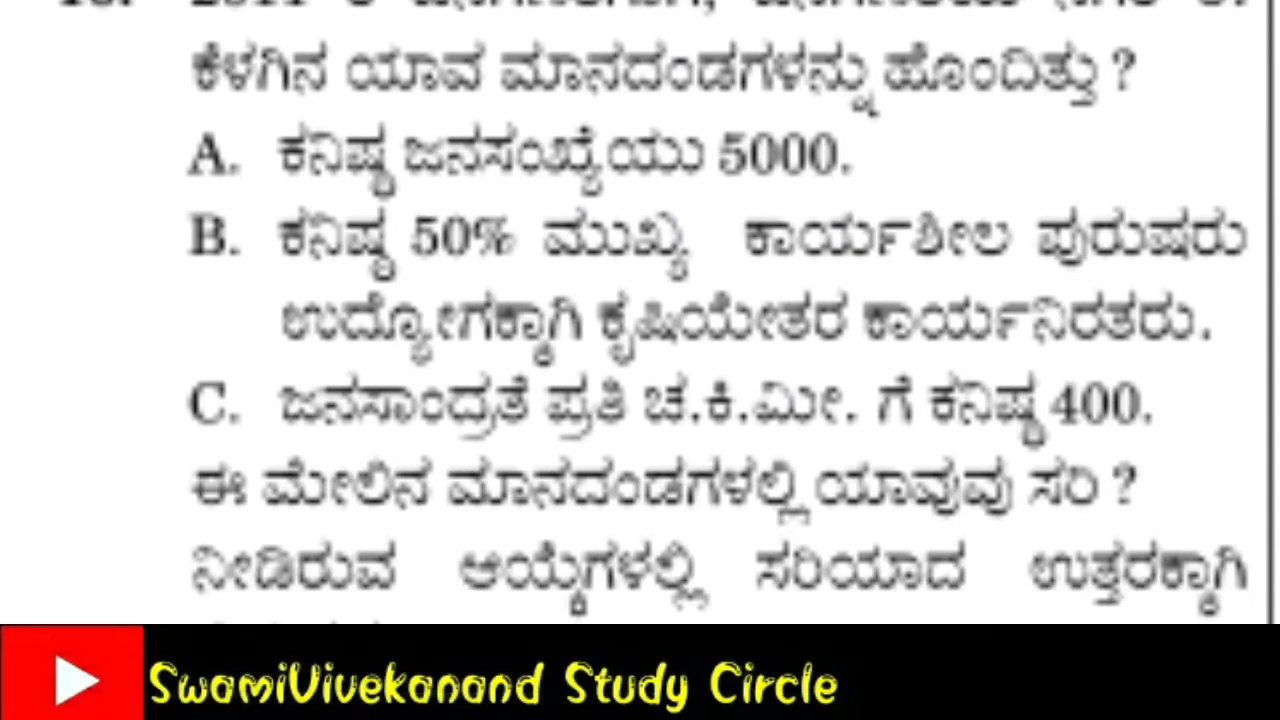 ಕೆಳಗಿನ ಯಾವ ಮಾನದಂಡಗಳನ್ನು ಹೊಂದಿತ್ತು ?
A. ಕನಿಷ್ಠ ಜನಸಂಖ್ಯೆಯು 5000.
B. ಕನಿಷ್ಠ 50% ಮುಖ್ಯ ಕಾರ್ಯಶೀಲ ಪುರುಷರು
ಉದ್ಯೋಗಕ್ಕಾಗಿ ಕೃಷಿಯೇತರ ಕಾರ್ಯನಿರತರು.
C. ಜನಸಾಂದ್ರತೆ ಪ್ರತಿ ಚ.ಕಿ.ಮೀ. ಗೆ ಕನಿಷ್ಠ 400.
ಈ ಮೇಲಿನ ಮಾನದಂಡಗಳಲ್ಲಿ ಯಾವುವು ಸರಿ ?
ನೀಡಿರುವ ಆಯ್ಕೆಗಳಲ್ಲಿ ಸರಿಯಾದ ಉತ್ತರಕ್ಕಾಗಿ
SwamiVivekanand Study Circle